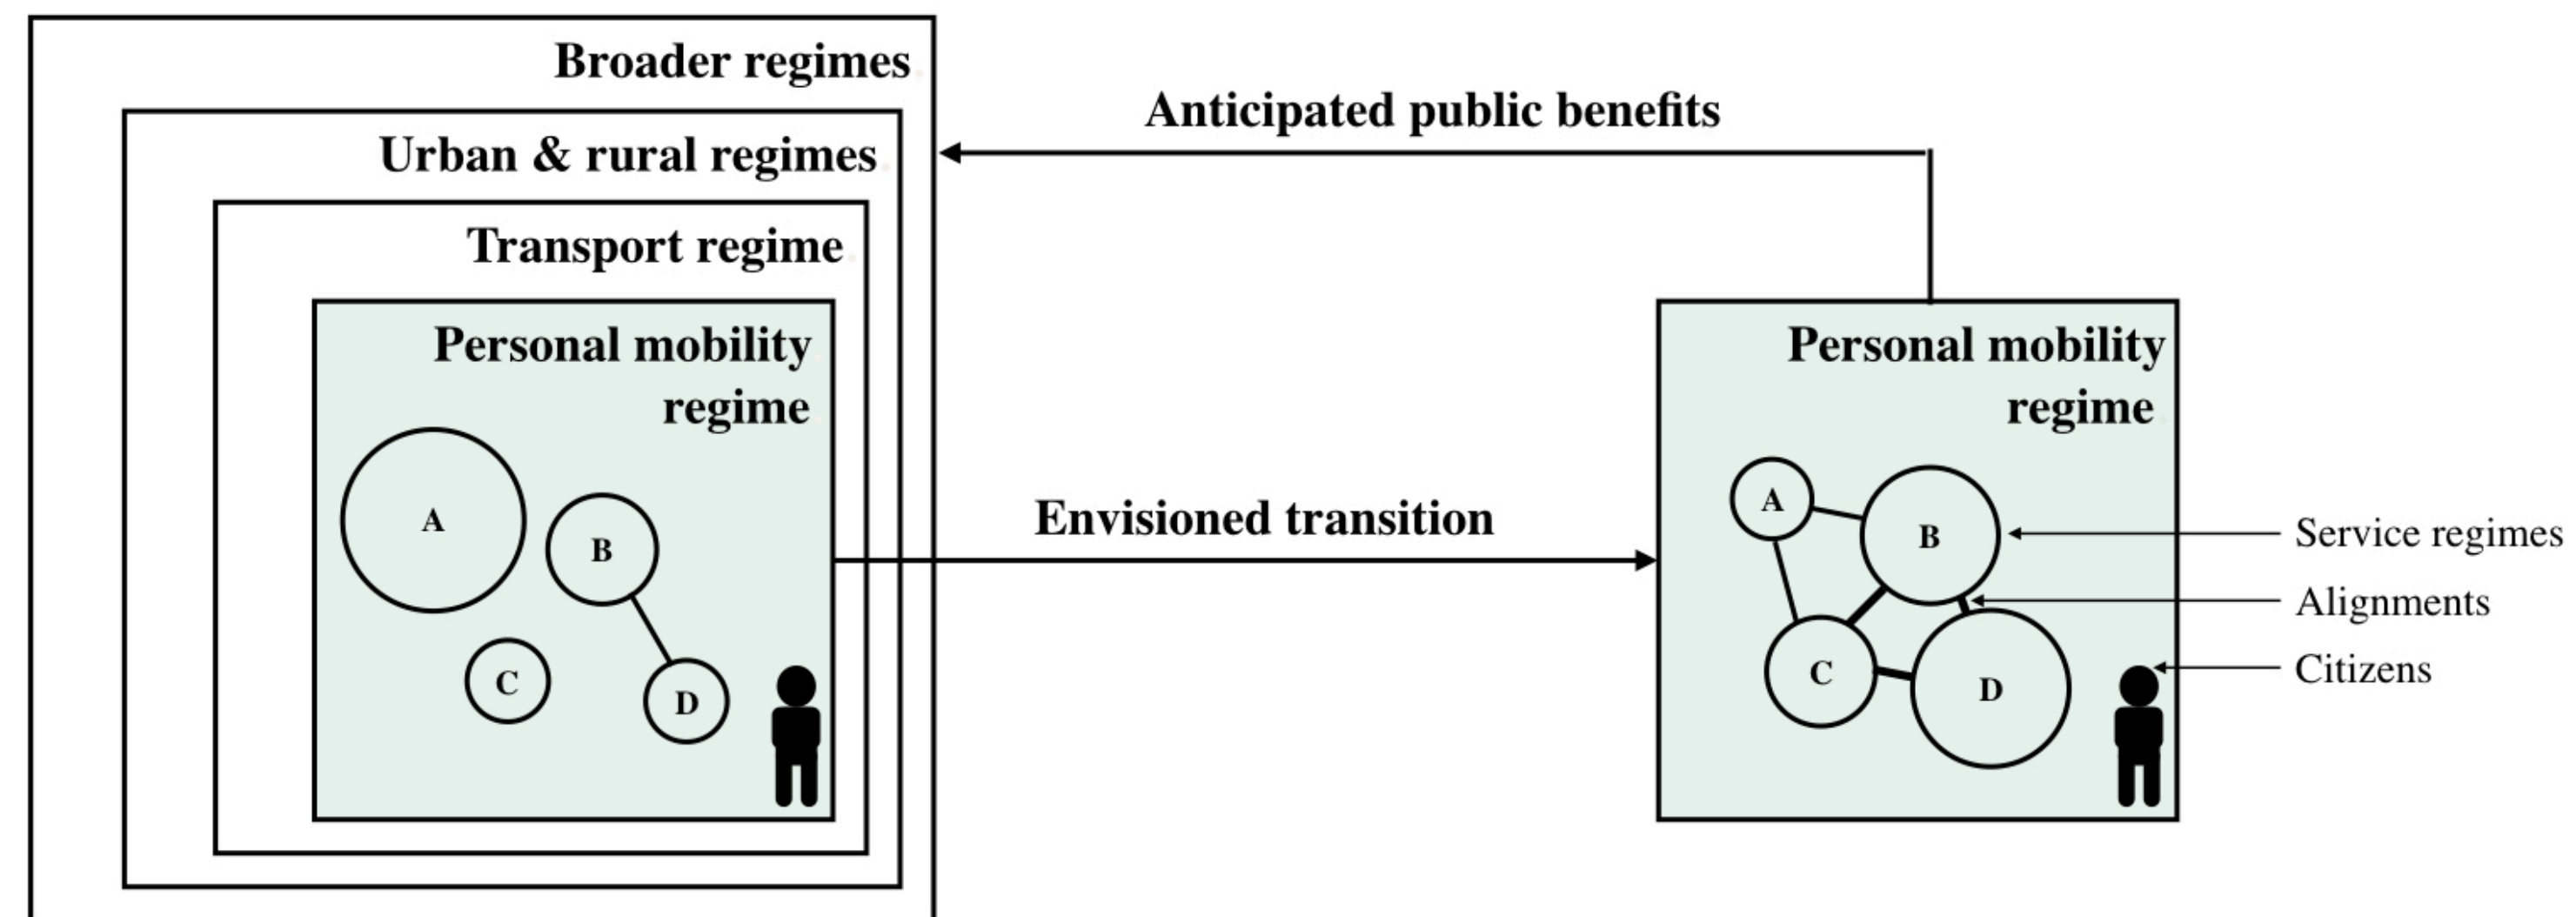 Broader regimes
Urban & rural regimes
Transport regime
Personal mobility
regime
A
B
C
D
Anticipated public benefits
Envisioned transition
Personal mobility
regime
A
B
C
D
Service regimes
Alignments
Citizens